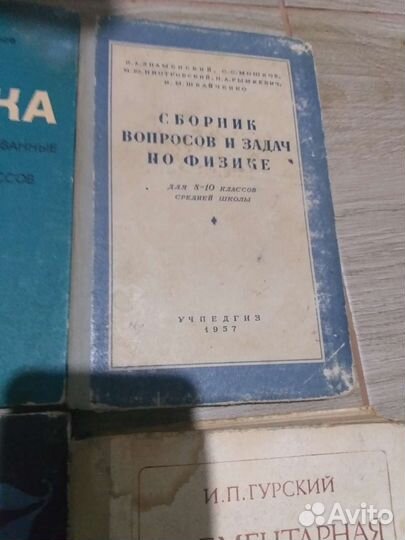 КА
ВАННЫЕ
ССОВ
П.А.ЗНАМЕНСКИЙ, С.С.МОШКОВ,
М.Ю.ПИОТРОВСКИЙ, П.А.РЫМКЕВИЧ,
И.М.ШВАЙЧЕНКО
СБОРНИК
ВОПРОСОВ И ЗАДАЧ
ПО ФИЗИКЕ
ДЛЯ 8-10 КЛАССОВ
СРЕДНЕЙ ШКОЛЫ
УЧПЕДГИЗ
1957
И.П.ГУРСКИЙ
ЕМЕНТАРНАЯ
Avito